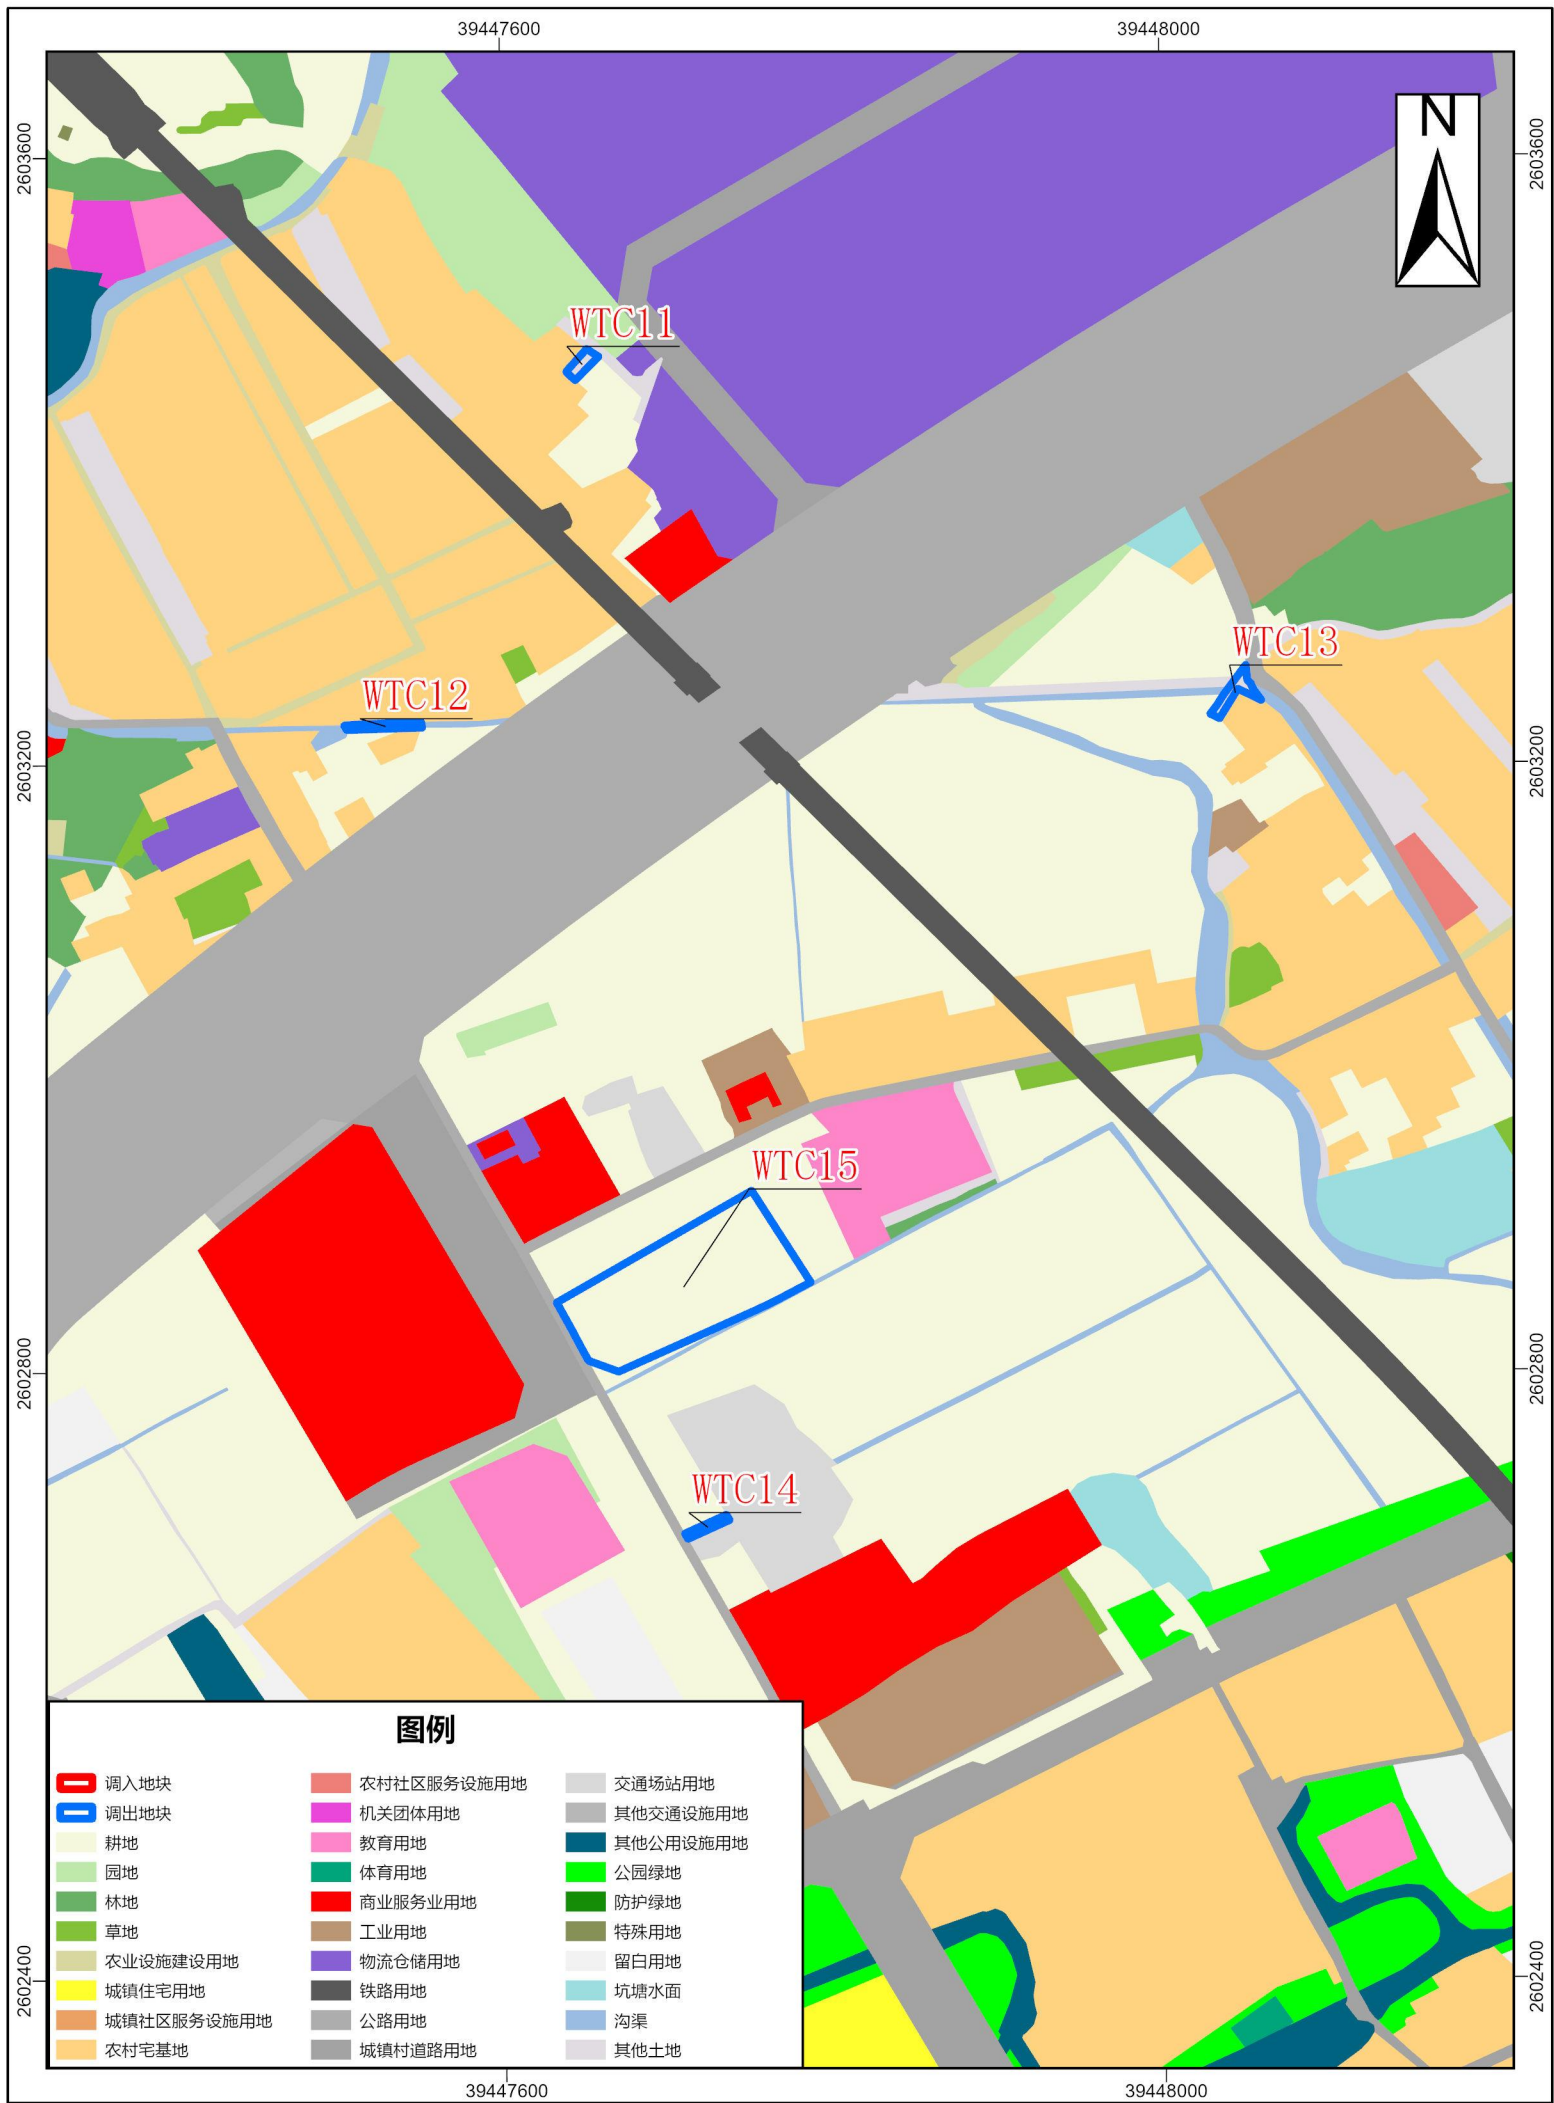 39447600
39448000
N
2603600
2603600
WTC11
WTC13
WTC12
2603200
2603200
WTC15
2602800
2602800
WTC14
图例
调入地块
调出地块
耕地
园地
林地
草地
农业设施建设用地
城镇住宅用地
城镇社区服务设施用地
农村宅基地
农村社区服务设施用地
机关团体用地
教育用地
体育用地
商业服务业用地
工业用地
物流仓储用地
铁路用地
公路用地
城镇村道路用地
交通场站用地
其他交通设施用地
其他公用设施用地
公园绿地
防护绿地
特殊用地
留白用地
坑塘水面
沟渠
其他土地
2602400
2602400
39447600
39448000